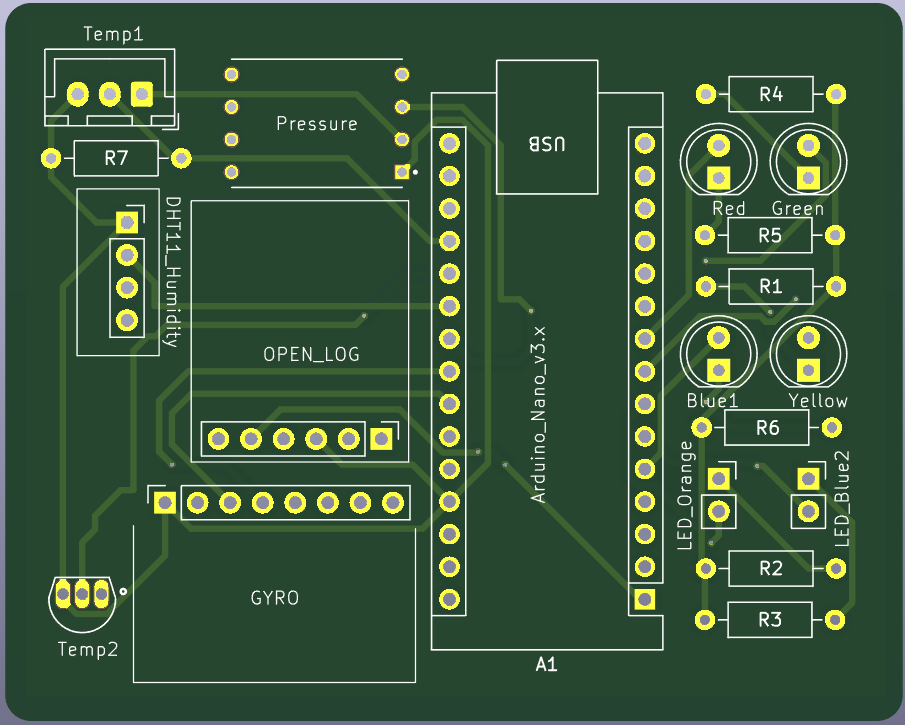 Temp1
R4
Pressure
USB
R7
Red
Green
DHT11_Humidity
R5
R1
OPEN_LOG
Arduino_Nano_v3.x
Blue1
Yellow
R6
LED_Orange
LED_Blue2
R2
GYRO
R3
Temp2
A1